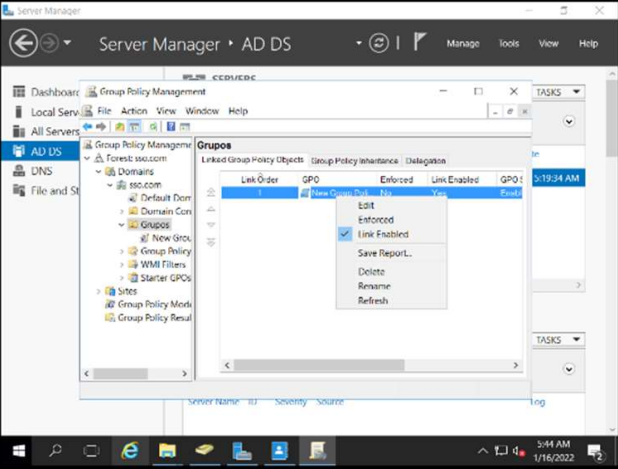 Server Manager
Server Manager • AD DS
Manage Tools View Help
SERVERS
Dashboar
Local Serv
All Servers
AD DS
DNS
File and St
TASKS
5:19:34 AM
Group Policy Management
File Action View Window Help
Group Policy Manageme
Forest: sso.com
Domains
sso.com
Default Dom
Domain Con
Grupos
New Grou
Group Policy
WMI Filters
Starter GPOs
Sites
Group Policy Mode
Group Policy Resul
Grupos
Linked Group Policy Objects Group Policy Inheritance Delegation
Link Order GPO Enforced Link Enabled GPO S
1 New Group Poli... No Yes Enabl
Edit
Enforced
Link Enabled
Save Report...
Delete
Rename
Refresh
TASKS
Server Name ID Severity Source Log
5:44 AM
1/16/2022